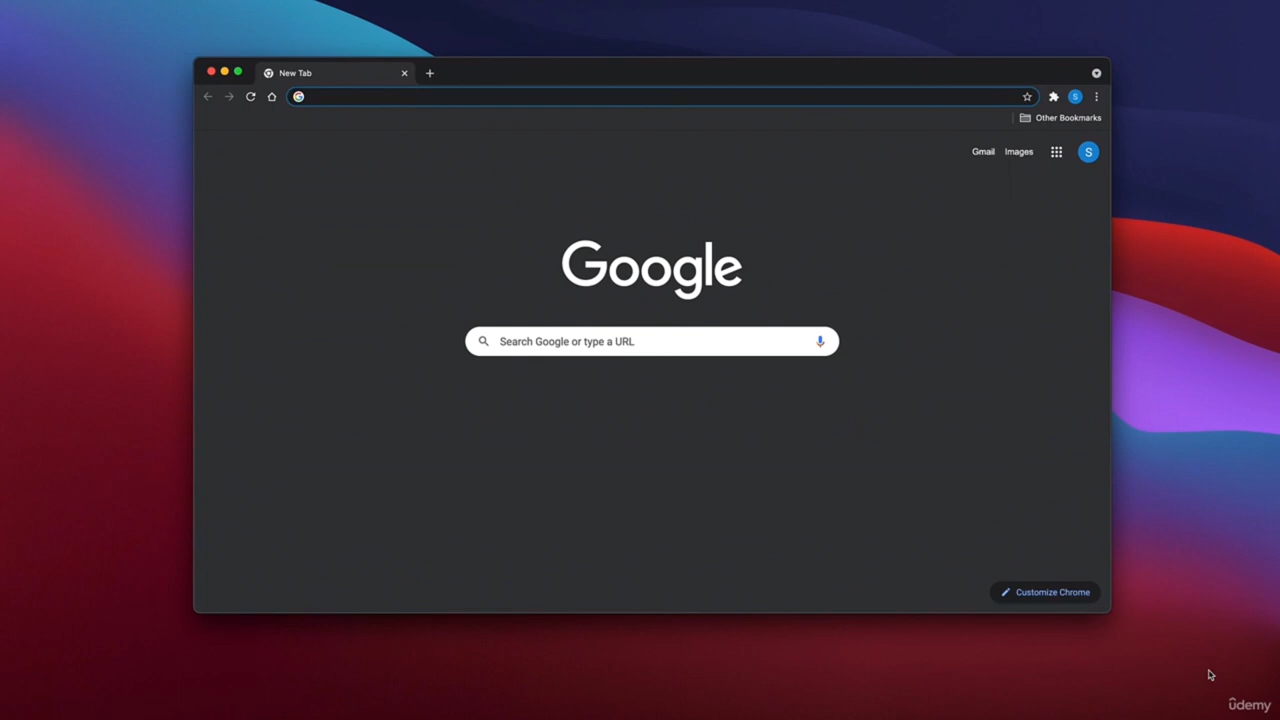 New Tab
Other Bookmarks
Gmail Images S
Google
Search Google or type a URL
Customize Chrome
ûdemy